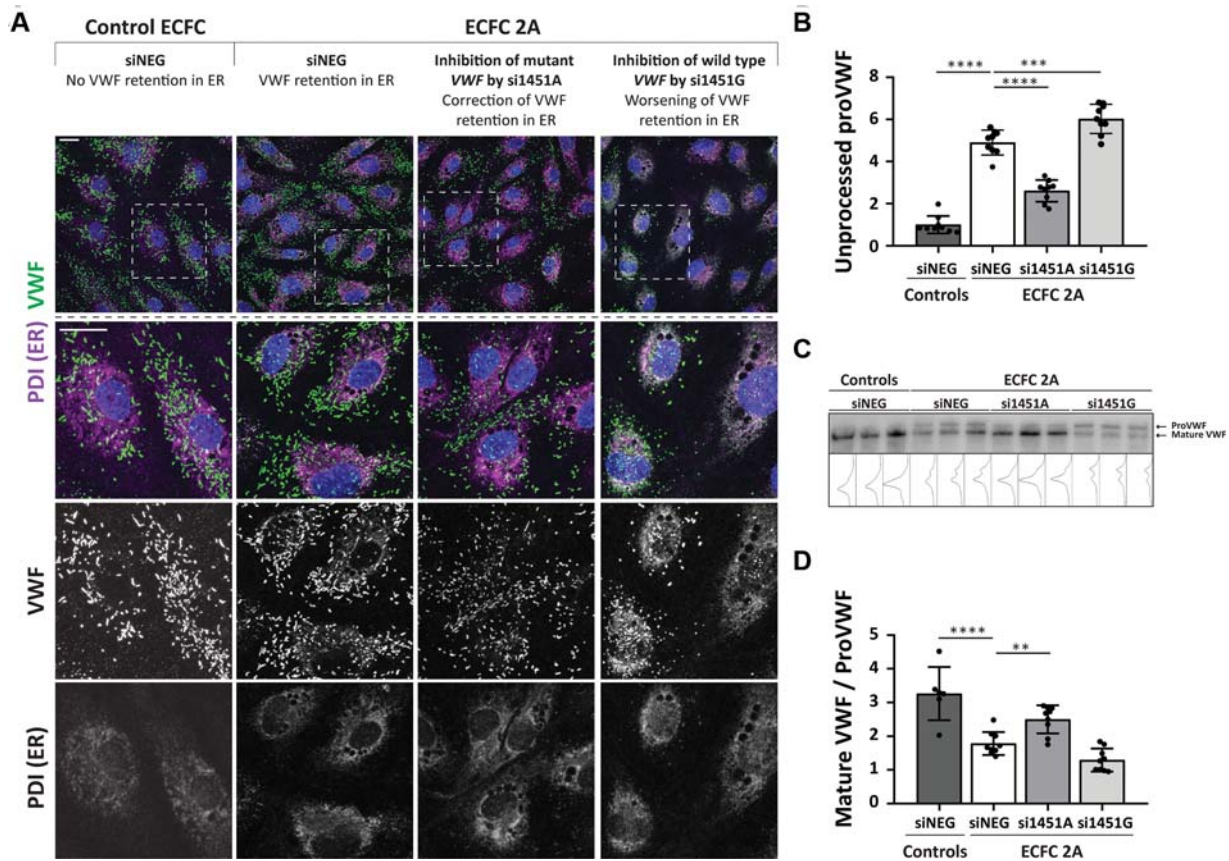 A
Control ECFC
ECFC 2A
siNEG
No VWF retention in ER
siNEG
VWF retention in ER
Inhibition of mutant
VWF by si1451A
Correction of VWF
retention in ER
Inhibition of wild type
VWF by si1451G
Worsening of VWF
retention in ER
PDI (ER) VWF
VWF
PDI (ER)
B
Unprocessed proVWF
8
6
4
2
0
****
***
****
siNEG siNEG si1451A si1451G
Controls ECFC 2A
C
Controls ECFC 2A
siNEG siNEG si1451A si1451G
← ProVWF
← Mature VWF
D
Mature VWF / ProVWF
5
4
3
2
1
0
****
**
siNEG siNEG si1451A si1451G
Controls ECFC 2A